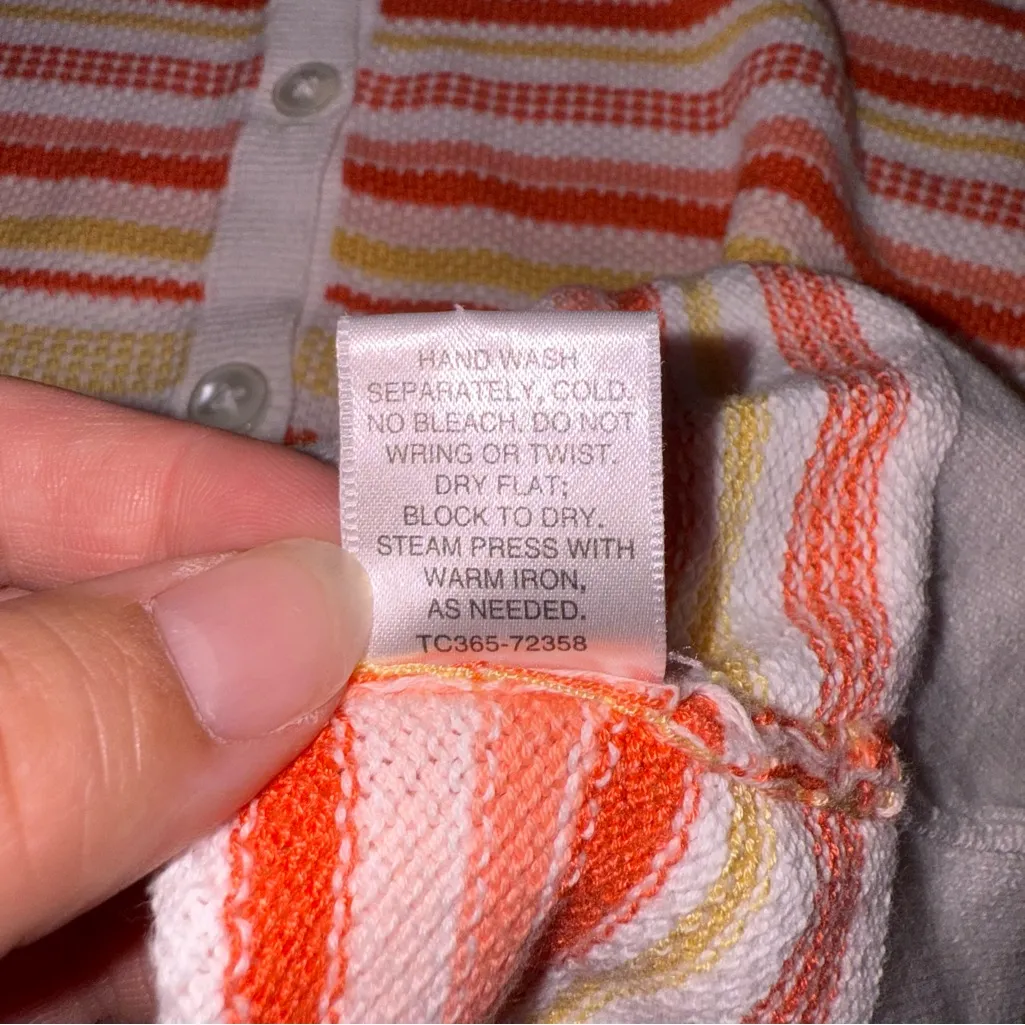 HAND WASH
SEPARATELY, COLD.
NO BLEACH. DO NOT
WRING OR TWIST.
DRY FLAT;
BLOCK TO DRY.
STEAM PRESS WITH
WARM IRON,
AS NEEDED.
TC365-72358